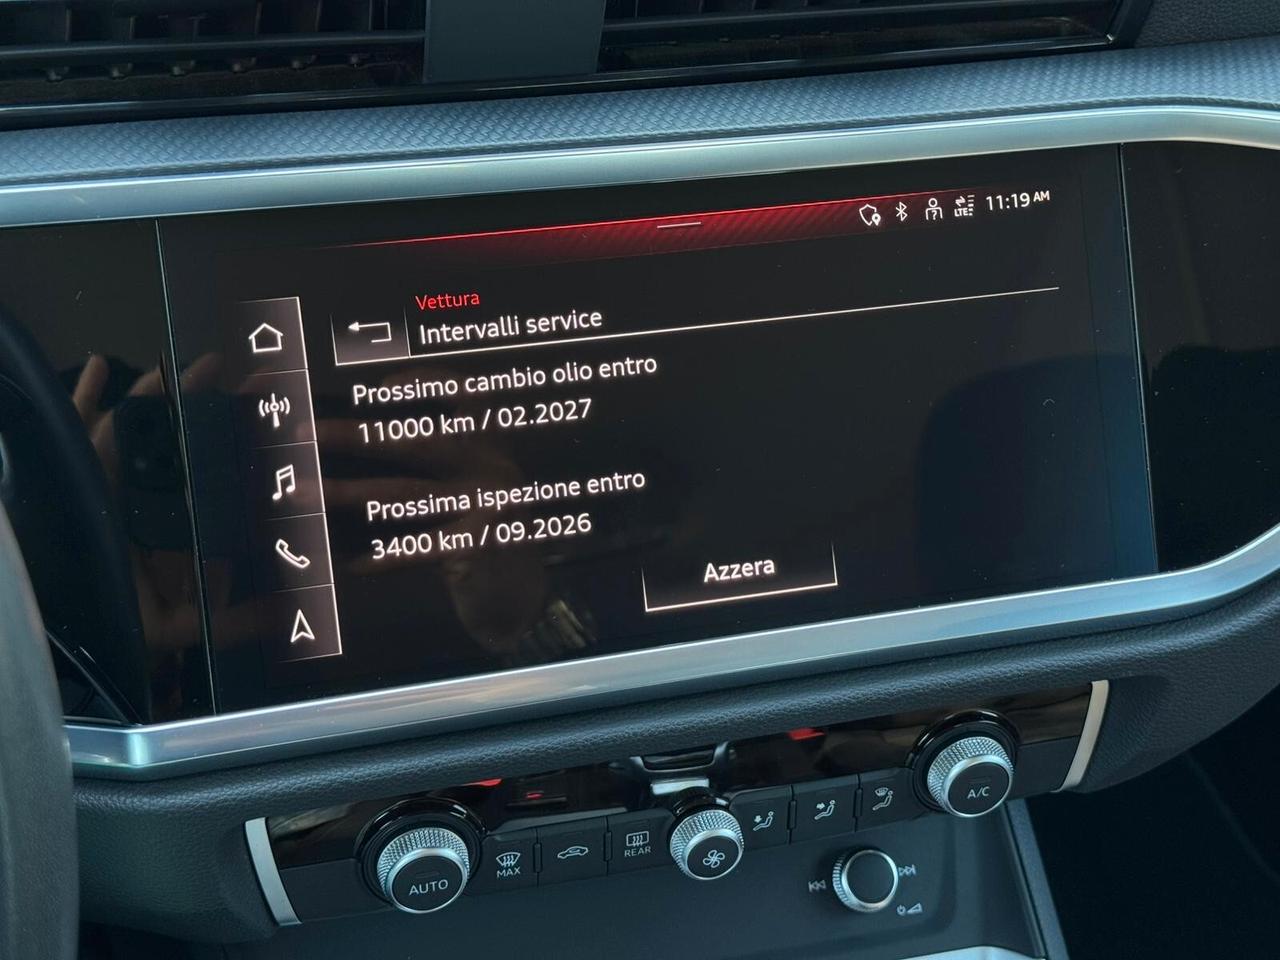 LTE 11:19 AM
Vettura
Intervalli service
Prossimo cambio olio entro
11000 km / 02.2027
Prossima ispezione entro
3400 km / 09.2026
Azzera
AUTO
MAX
REAR
A/C